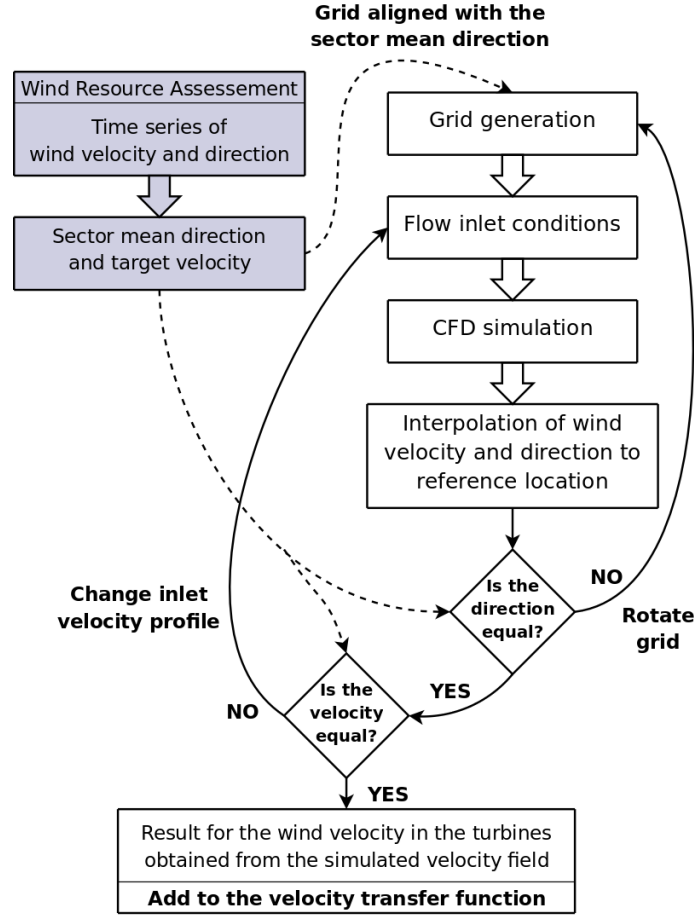 Grid aligned with the
sector mean direction
Wind Resource Assessement
Time series of
wind velocity and direction
Sector mean direction
and target velocity
Grid generation
Flow inlet conditions
CFD simulation
Interpolation of wind
velocity and direction to
reference location
Is the
direction
equal?
NO
Rotate
grid
YES
Change inlet
velocity profile
Is the
velocity
equal?
NO
YES
Result for the wind velocity in the turbines
obtained from the simulated velocity field
Add to the velocity transfer function